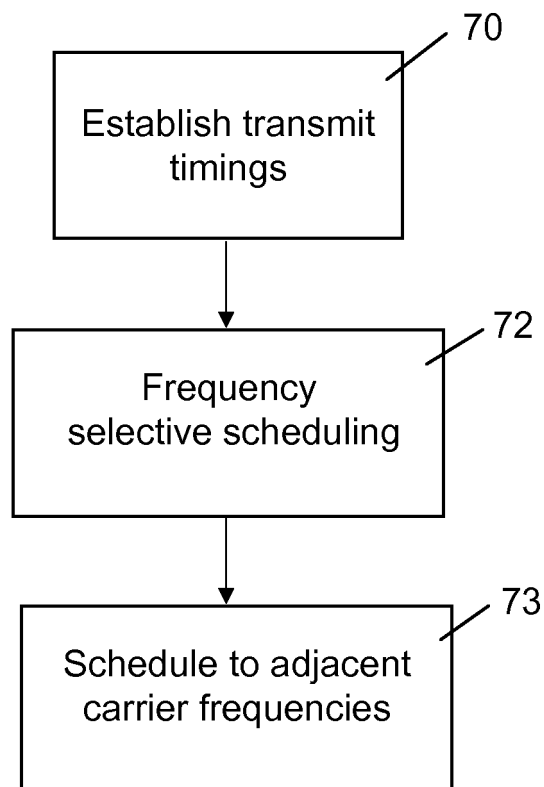 70
Establish transmit
timings
72
Frequency
selective scheduling
73
Schedule to adjacent
carrier frequencies